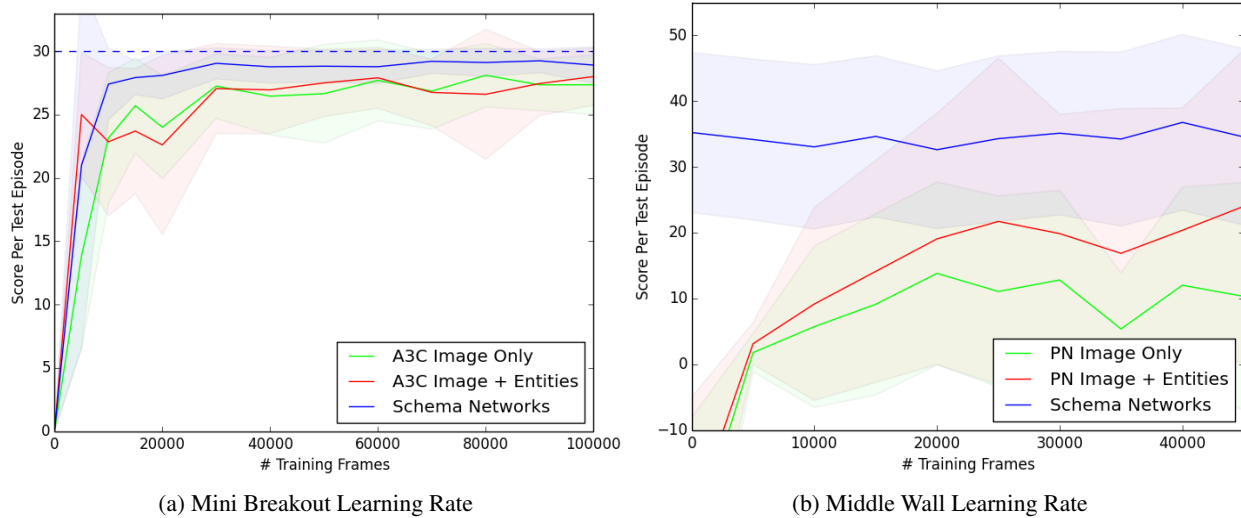 Score Per Test Episode
30
25
20
15
10
5
0
0 20000 40000 60000 80000 100000
# Training Frames
A3C Image Only
A3C Image + Entities
Schema Networks
(a) Mini Breakout Learning Rate
Score Per Test Episode
50
40
30
20
10
0
−10
0 10000 20000 30000 40000
# Training Frames
PN Image Only
PN Image + Entities
Schema Networks
(b) Middle Wall Learning Rate